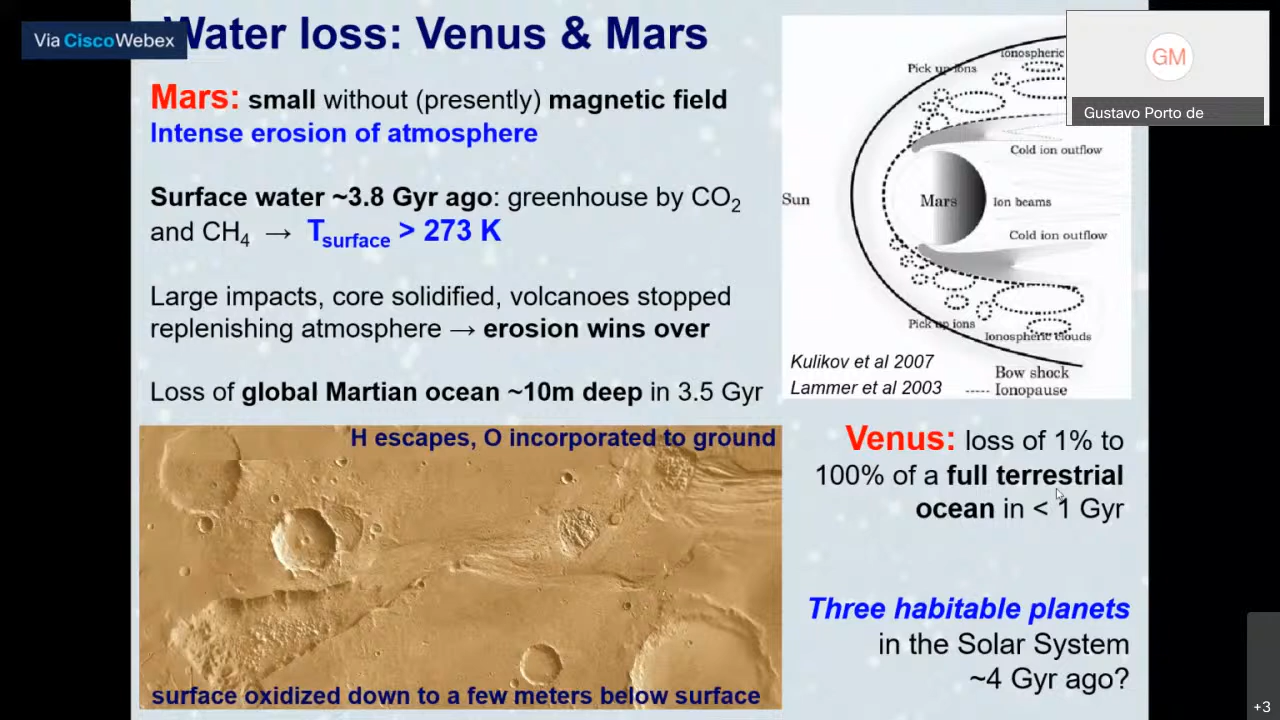 Via CiscoWebex
Water loss: Venus & Mars
Mars: small without (presently) magnetic field
Intense erosion of atmosphere
Surface water ~3.8 Gyr ago: greenhouse by CO2
and CH4 → Tsurface > 273 K
Large impacts, core solidified, volcanoes stopped
replenishing atmosphere → erosion wins over
Loss of global Martian ocean ~10m deep in 3.5 Gyr
H escapes, O incorporated to ground
surface oxidized down to a few meters below surface
Ionospheric
Pick up ions
Cold ion outflow
Sun
Mars
Ion beams
Cold ion outflow
Pick up ions
Ionospheric clouds
Kulikov et al 2007
Bow shock
Lammer et al 2003
----- Ionopause
Venus: loss of 1% to
100% of a full terrestrial
ocean in < 1 Gyr
Three habitable planets
in the Solar System
~4 Gyr ago?
GM
Gustavo Porto de
+3